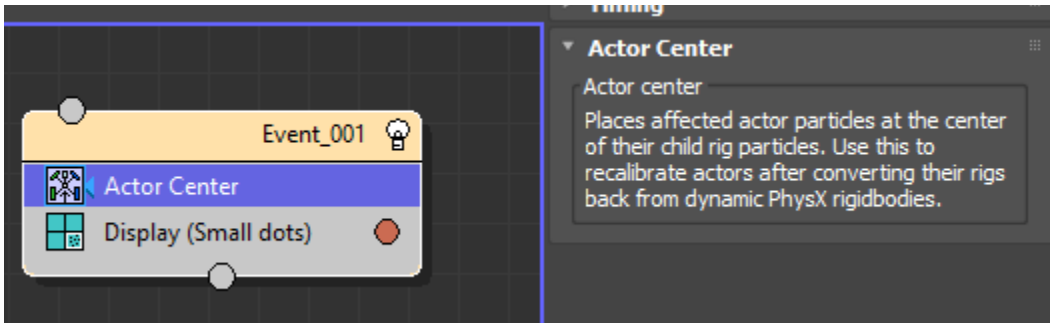 Timing
Actor Center
Actor center
Places affected actor particles at the center
of their child rig particles. Use this to
recalibrate actors after converting their rigs
back from dynamic PhysX rigidbodies.
Event_001
Actor Center
Display (Small dots)